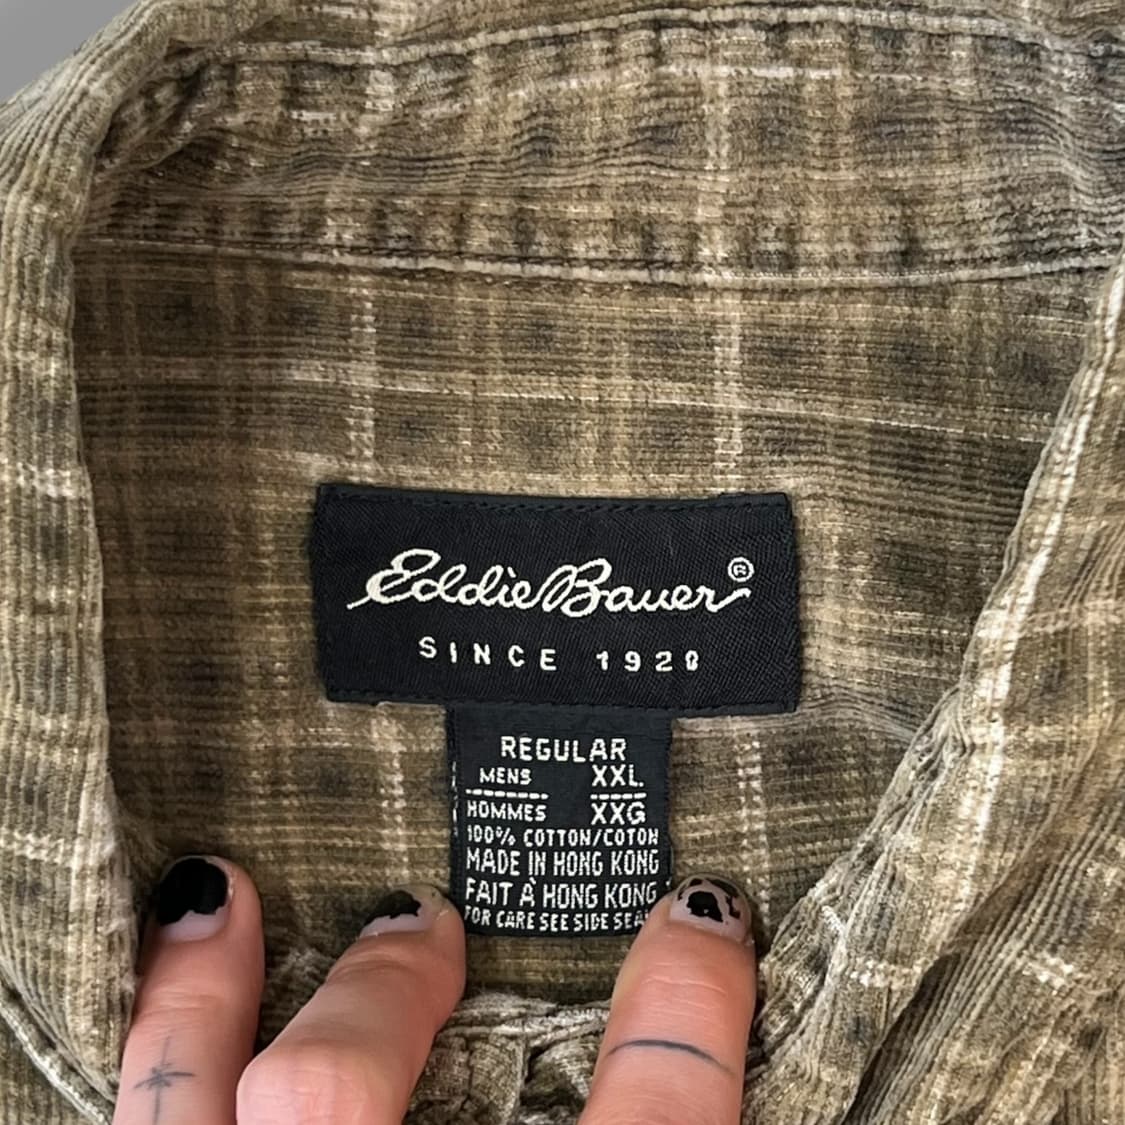 Eddie Bauer®
SINCE 1920
REGULAR
MENS XXL
HOMMES XXG
100% COTTON/COTON
MADE IN HONG KONG
FAIT À HONG KONG
FOR CARE SEE SIDE SEAM